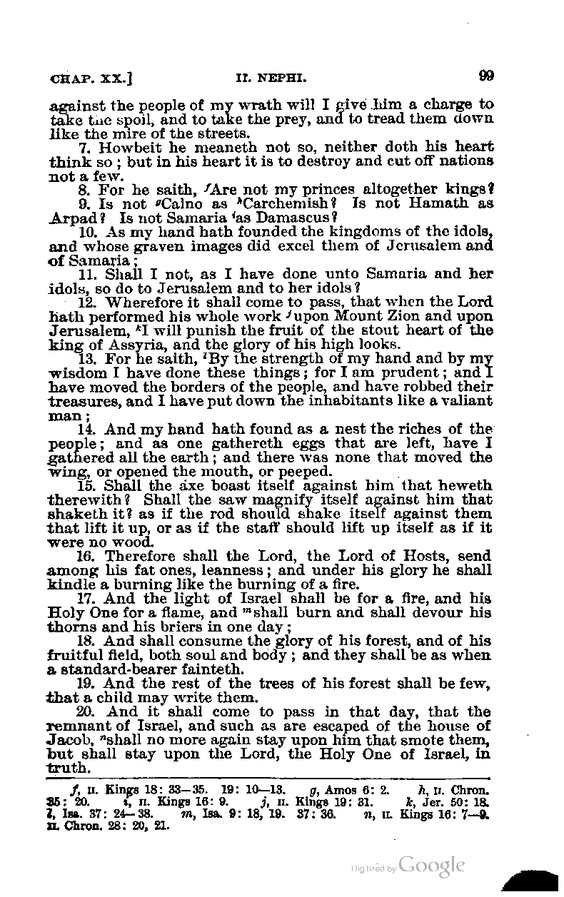 CHAP. XX.] II. NEPHI. 99
against the people of my wrath will I give him a charge to
take the spoil, and to take the prey, and to tread them down
like the mire of the streets.
7. Howbeit he meaneth not so, neither doth his heart
think so; but in his heart it is to destroy and cut off nations
not a few.
8. For he saith, ᶠAre not my princes altogether kings?
9. Is not ᵍCalno as ʰCarchemish? Is not Hamath as
Arpad? Is not Samaria ⁱas Damascus?
10. As my hand hath founded the kingdoms of the idols,
and whose graven images did excel them of Jerusalem and
of Samaria;
11. Shall I not, as I have done unto Samaria and her
idols, so do to Jerusalem and to her idols?
12. Wherefore it shall come to pass, that when the Lord
hath performed his whole work ʲupon Mount Zion and upon
Jerusalem, ᵏI will punish the fruit of the stout heart of the
king of Assyria, and the glory of his high looks.
13. For he saith, ˡBy the strength of my hand and by my
wisdom I have done these things; for I am prudent; and I
have moved the borders of the people, and have robbed their
treasures, and I have put down the inhabitants like a valiant
man;
14. And my hand hath found as a nest the riches of the
people; and as one gathereth eggs that are left, have I
gathered all the earth; and there was none that moved the
wing, or opened the mouth, or peeped.
15. Shall the axe boast itself against him that heweth
therewith? Shall the saw magnify itself against him that
shaketh it? as if the rod should shake itself against them
that lift it up, or as if the staff should lift up itself as if it
were no wood.
16. Therefore shall the Lord, the Lord of Hosts, send
among his fat ones, leanness; and under his glory he shall
kindle a burning like the burning of a fire.
17. And the light of Israel shall be for a fire, and his
Holy One for a flame, and ᵐshall burn and shall devour his
thorns and his briers in one day;
18. And shall consume the glory of his forest, and of his
fruitful field, both soul and body; and they shall be as when
a standard-bearer fainteth.
19. And the rest of the trees of his forest shall be few,
that a child may write them.
20. And it shall come to pass in that day, that the
remnant of Israel, and such as are escaped of the house of
Jacob, ⁿshall no more again stay upon him that smote them,
but shall stay upon the Lord, the Holy One of Israel, in
truth.
f, II. Kings 18: 33—35. 19: 10—13. g, Amos 6: 2. h, II. Chron.
35: 20. i, II. Kings 16: 9. j, II. Kings 19: 31. k, Jer. 50: 18.
l, Isa. 37: 24—38. m, Isa. 9: 18, 19. 37: 36. n, II. Kings 16: 7—9.
II. Chron. 28: 20, 21.
Digitized by Google